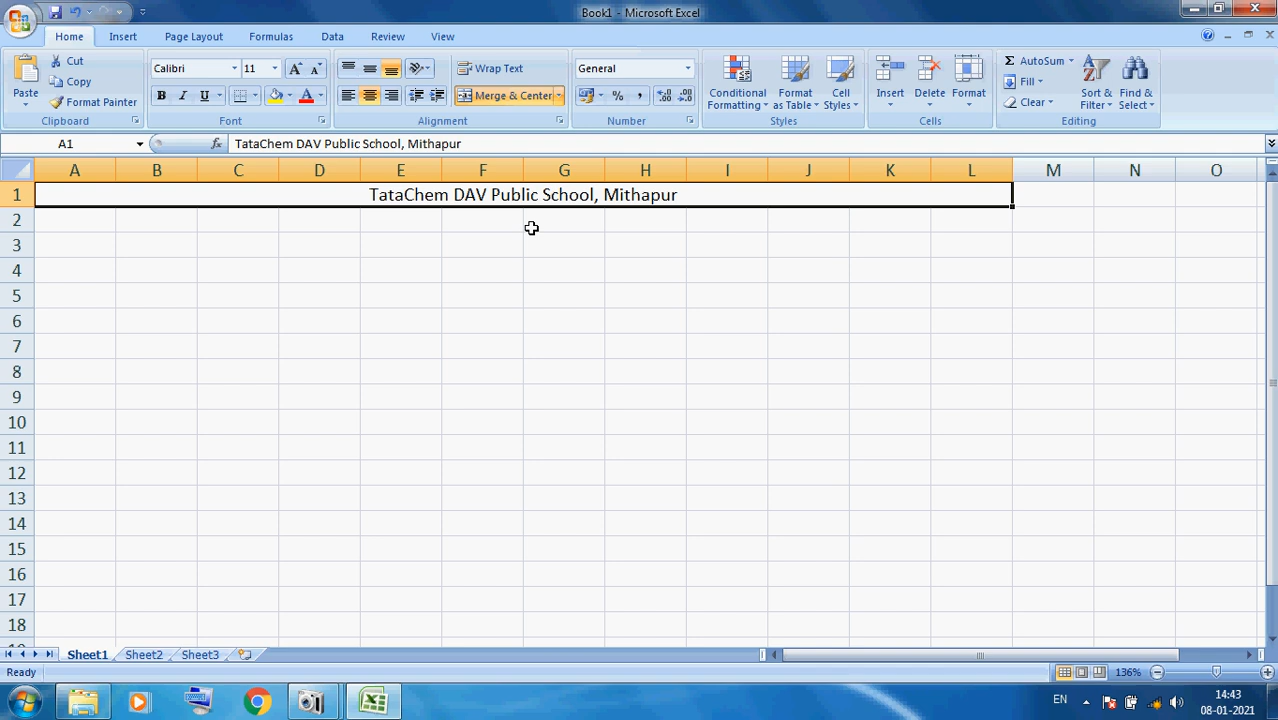 Book1 - Microsoft Excel
Home Insert Page Layout Formulas Data Review View
Paste
Cut
Copy
Format Painter
Clipboard
Calibri 11
B I U
Font
Wrap Text
Merge & Center
Alignment
General
% ,
Number
Conditional Formatting
Format as Table
Cell Styles
Styles
Insert
Delete
Format
Cells
Σ AutoSum
Fill
Clear
Sort & Filter
Find & Select
Editing
A1 fx TataChem DAV Public School, Mithapur
A B C D E F G H I J K L M N O
1 TataChem DAV Public School, Mithapur
2
3
4
5
6
7
8
9
10
11
12
13
14
15
16
17
18
Sheet1 Sheet2 Sheet3
Ready 136%
EN 14:43
08-01-2021